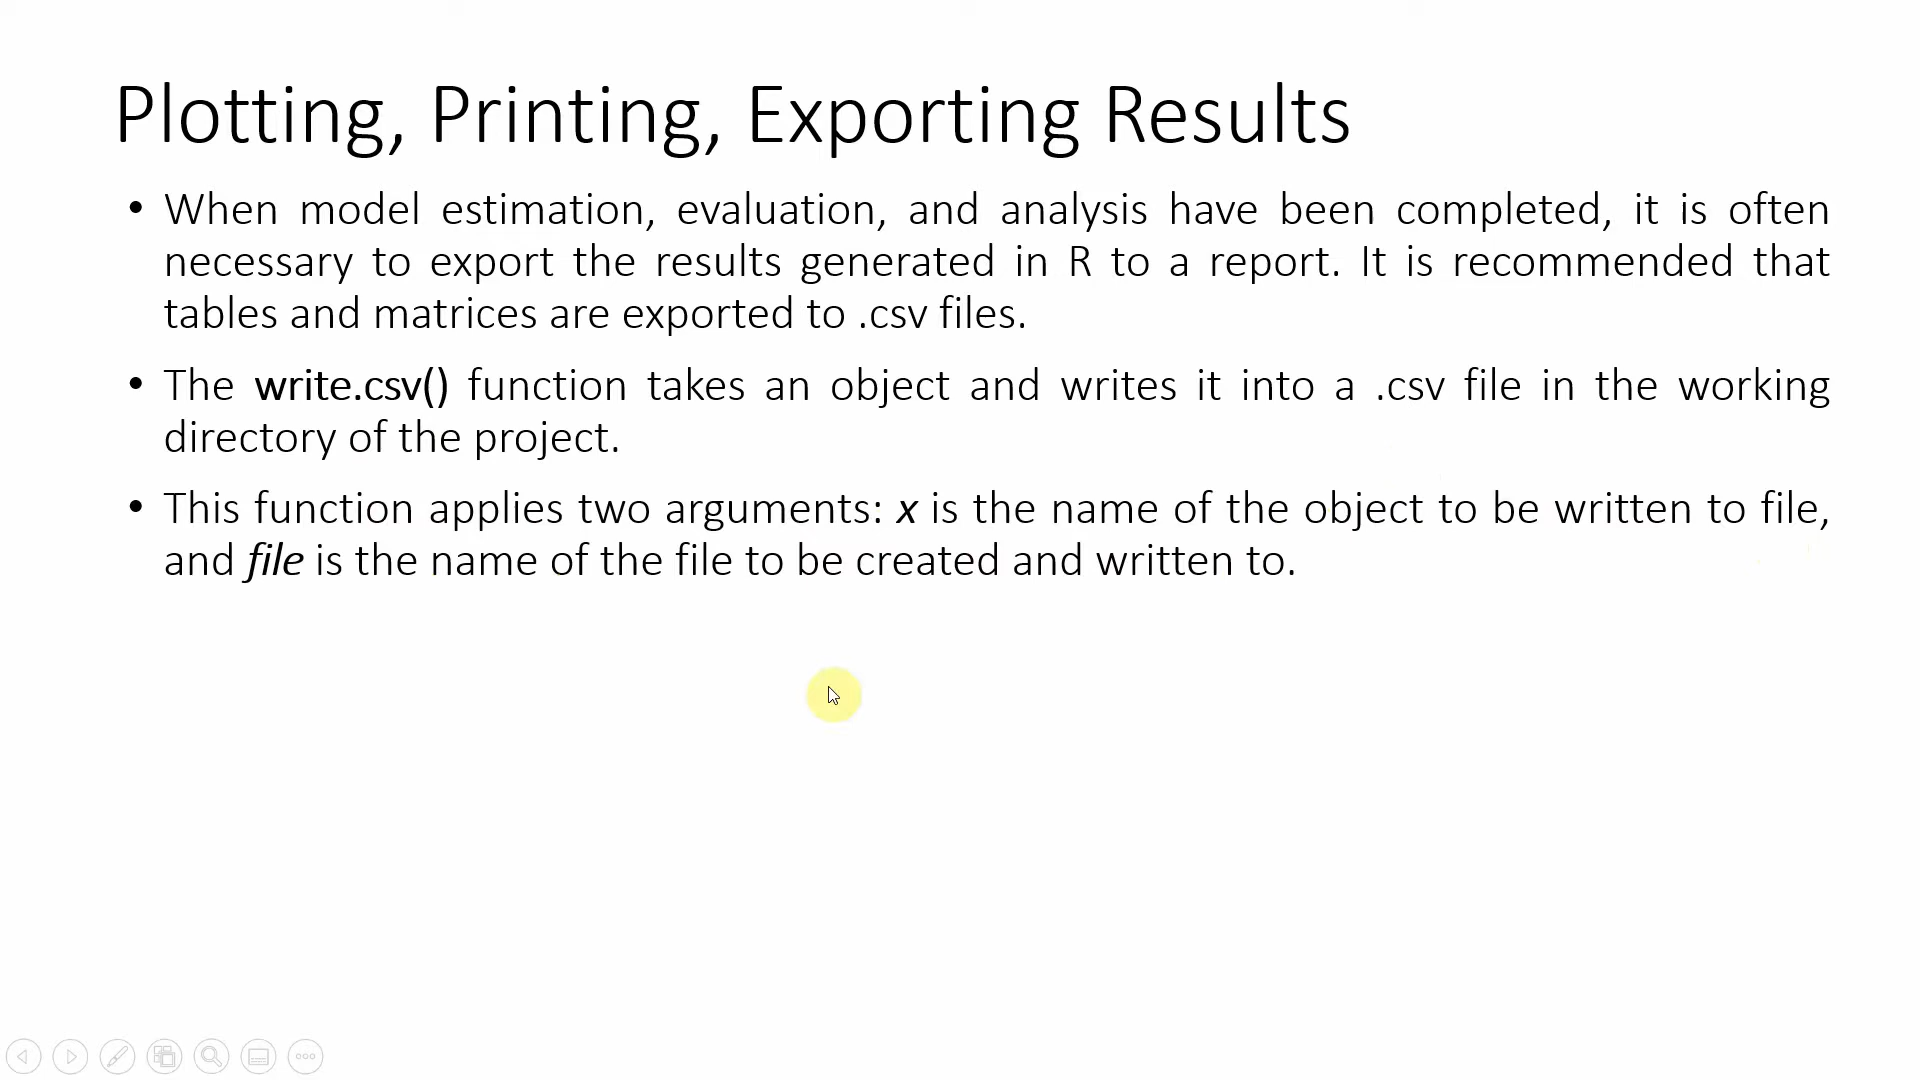 Plotting, Printing, Exporting Results
• When model estimation, evaluation, and analysis have been completed, it is often
necessary to export the results generated in R to a report. It is recommended that
tables and matrices are exported to .csv files.
• The write.csv() function takes an object and writes it into a .csv file in the working
directory of the project.
• This function applies two arguments: x is the name of the object to be written to file,
and file is the name of the file to be created and written to.